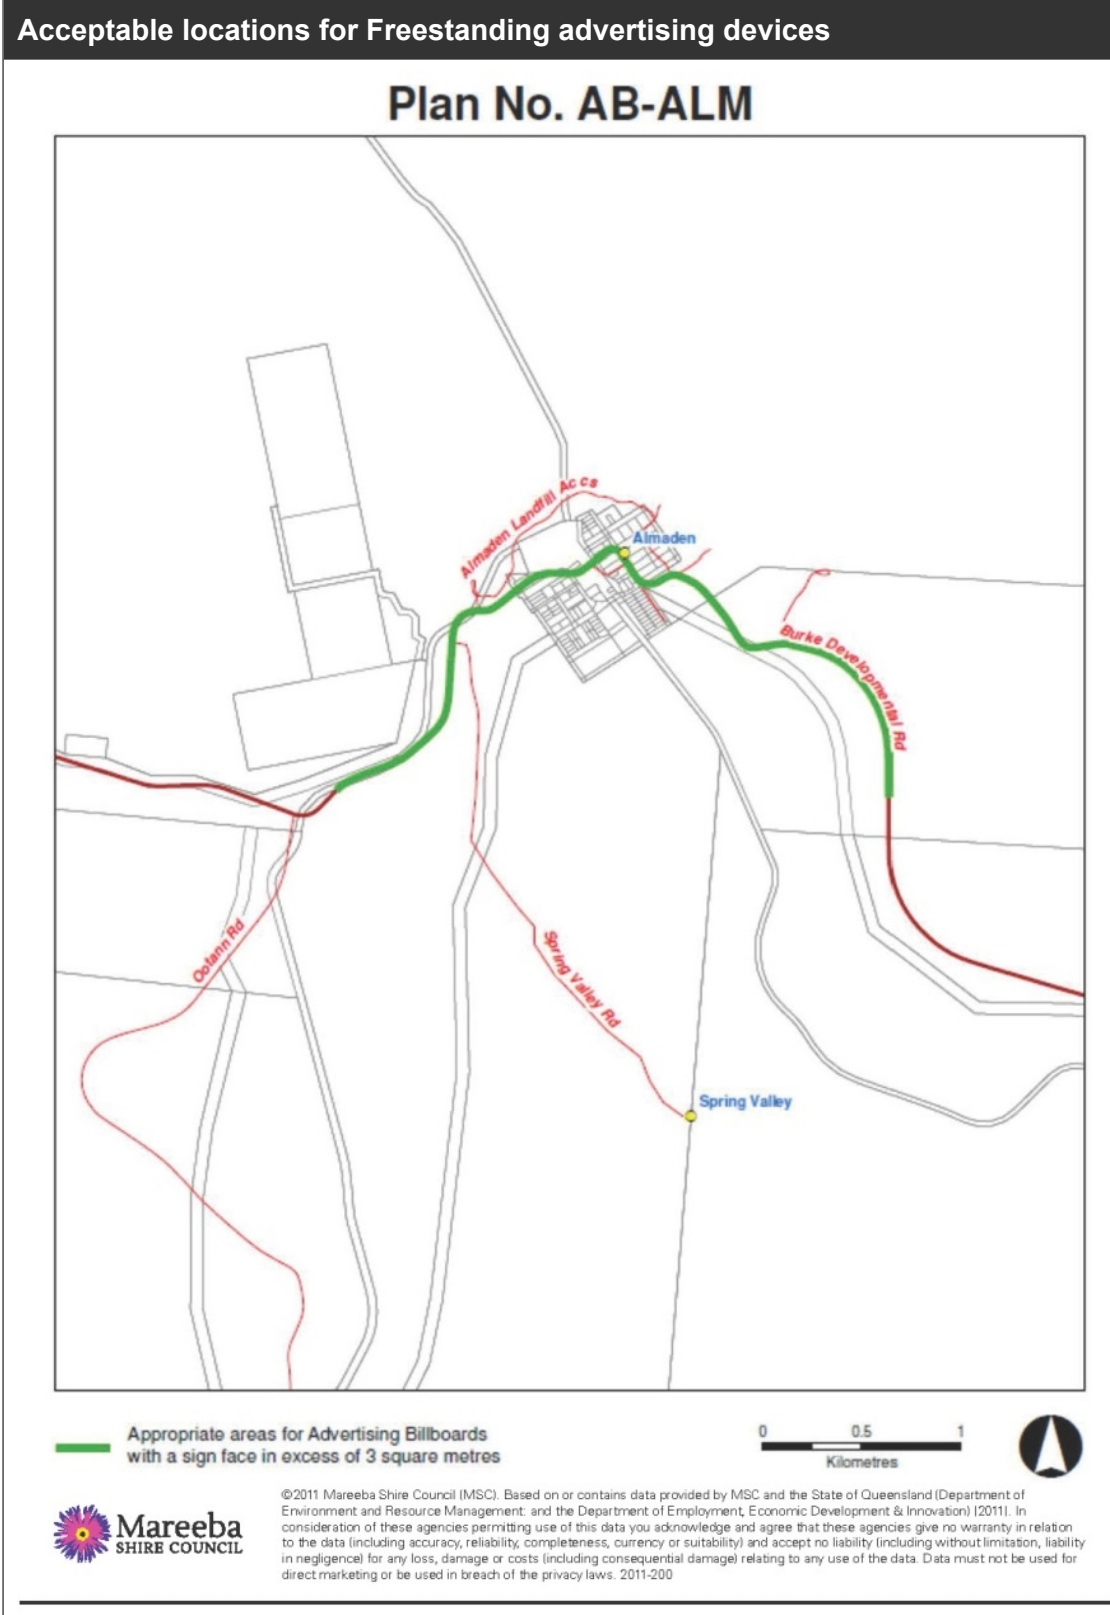 Acceptable locations for Freestanding advertising devices
Plan No. AB-ALM
Almaden Landfill Accs
Almaden
Burke Developmental Rd
Ootann Rd
Spring Valley Rd
Spring Valley
Appropriate areas for Advertising Billboards
with a sign face in excess of 3 square metres
0 0.5 1
Kilometres
Mareeba
SHIRE COUNCIL
©2011 Mareeba Shire Council (MSC). Based on or contains data provided by MSC and the State of Queensland (Department of
Environment and Resource Management: and the Department of Employment, Economic Development & Innovation) [2011]. In
consideration of these agencies permitting use of this data you acknowledge and agree that these agencies give no warranty in relation
to the data (including accuracy, reliability, completeness, currency or suitability) and accept no liability (including without limitation, liability
in negligence) for any loss, damage or costs (including consequential damage) relating to any use of the data. Data must not be used for
direct marketing or be used in breach of the privacy laws. 2011-200